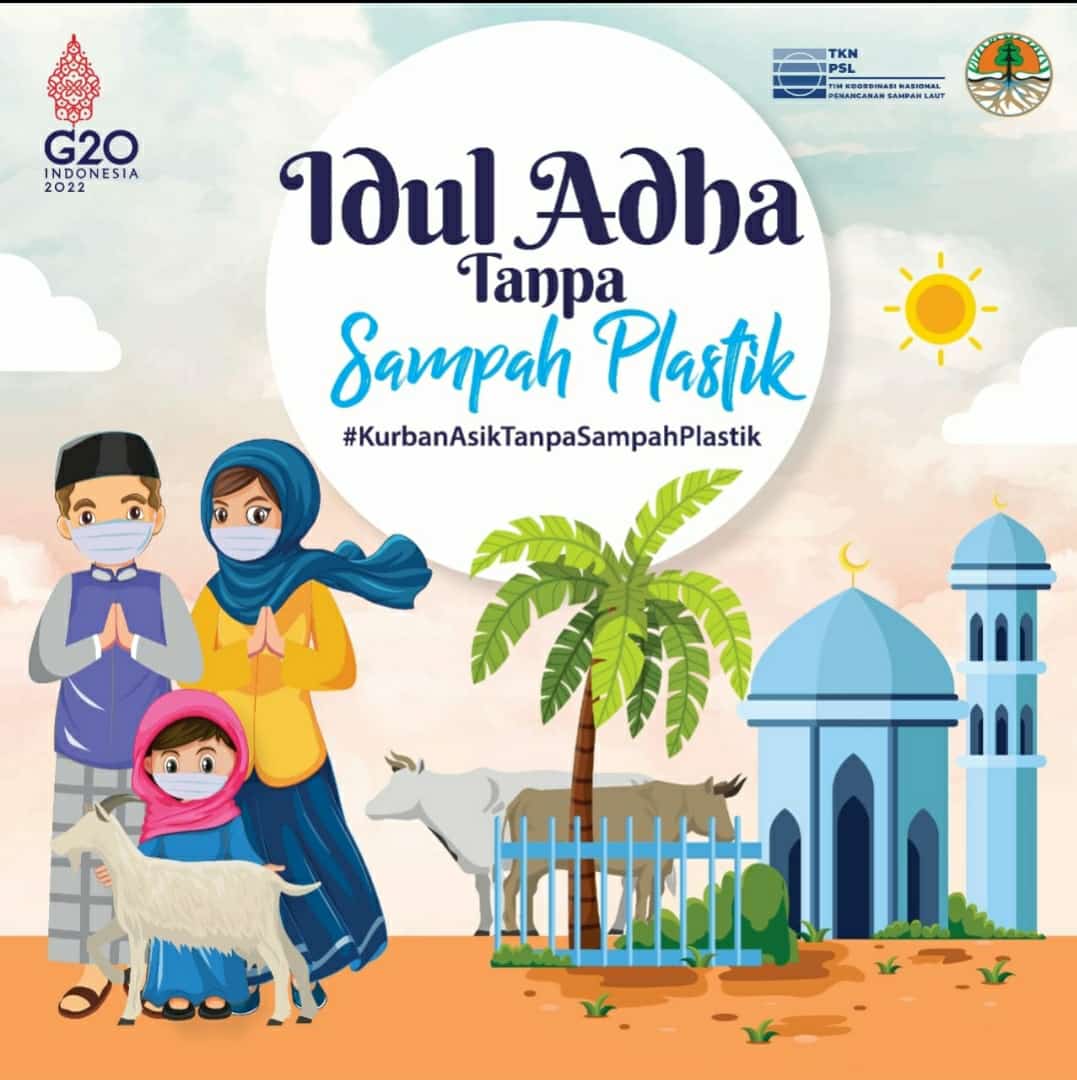 G20
INDONESIA
2022
TKN
PSL
TIM KOORDINASI NASIONAL
PENANGANAN SAMPAH LAUT
Idul Adha
Tanpa
Sampah Plastik
#KurbanAsikTanpaSampahPlastik